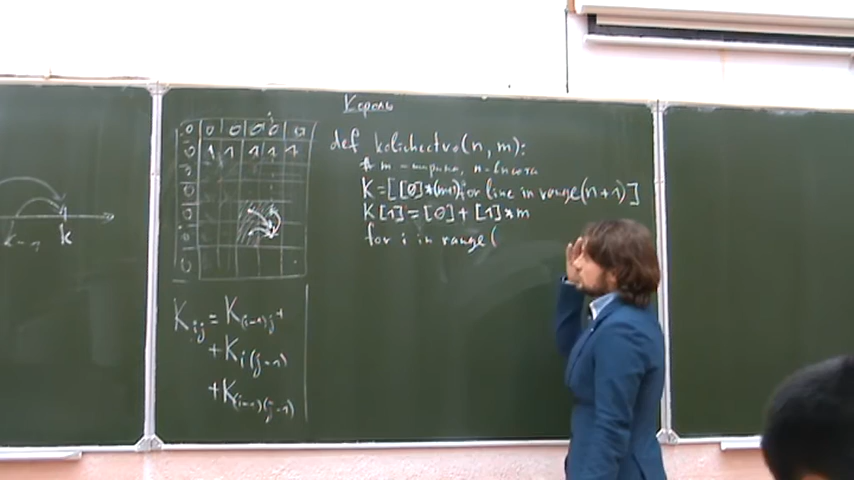 Король
def kolichectvo(n, m):
# m - ширина, n - высота
K = [[0]*(m+1) for line in range(n+1)]
K[1] = [0] + [1]*m
for i in range(
0 0 0 0 0 0
0 1 1 1 1 1
0
0
0
0
0
K
K-1
Kij = K(i-1)j +
+ Ki(j-1)
+ K(i-1)(j-1)